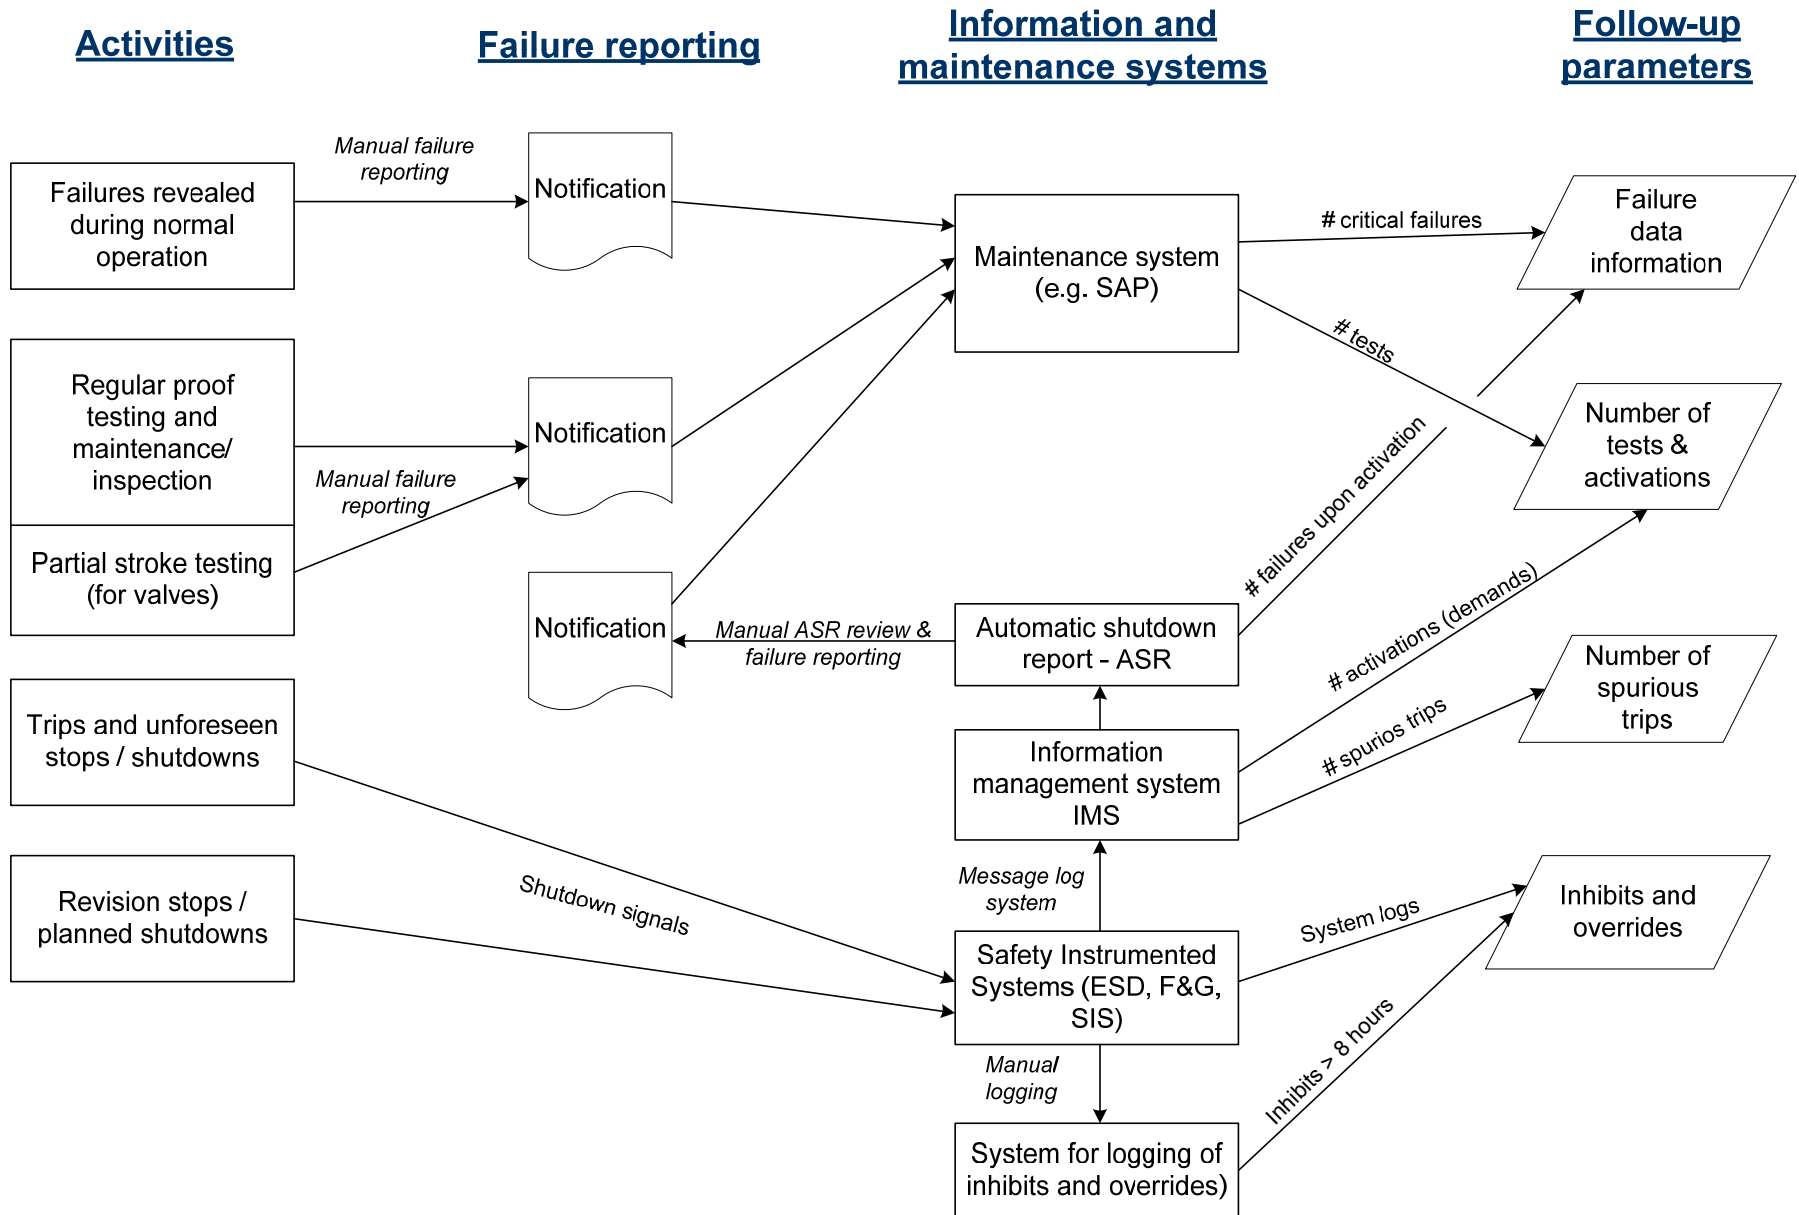 Activities
Failure reporting
Information and
maintenance systems
Follow-up
parameters
Failures revealed
during normal
operation
Manual failure
reporting
Notification
Maintenance system
(e.g. SAP)
# critical failures
Failure
data
information
# tests
Regular proof
testing and
maintenance/
inspection
Manual failure
reporting
Partial stroke testing
(for valves)
Notification
Number of
tests &
activations
# failures upon activation
Notification
Manual ASR review &
failure reporting
Automatic shutdown
report - ASR
# activations (demands)
Number of
spurious
trips
Trips and unforeseen
stops / shutdowns
Information
management system
IMS
# spurios trips
Revision stops /
planned shutdowns
Shutdown signals
Message log
system
Safety Instrumented
Systems (ESD, F&G,
SIS)
System logs
Inhibits and
overrides
Manual
logging
Inhibits > 8 hours
System for logging of
inhibits and overrides)